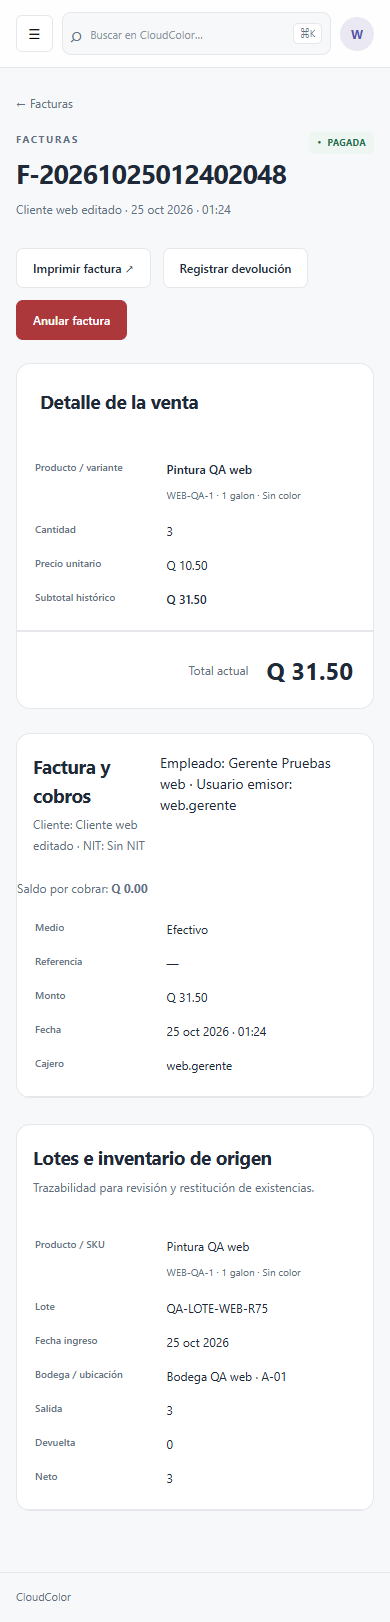 ☰
Buscar en CloudColor...
⌘K
W
← Facturas
FACTURAS
• PAGADA
F-20261025012402048
Cliente web editado · 25 oct 2026 · 01:24
Imprimir factura ↗
Registrar devolución
Anular factura
Detalle de la venta
Producto / variante
Pintura QA web
WEB-QA-1 · 1 galon · Sin color
Cantidad
3
Precio unitario
Q 10.50
Subtotal histórico
Q 31.50
Total actual
Q 31.50
Factura y
cobros
Cliente: Cliente web
editado · NIT: Sin NIT
Empleado: Gerente Pruebas
web · Usuario emisor:
web.gerente
Saldo por cobrar: Q 0.00
Medio
Efectivo
Referencia
—
Monto
Q 31.50
Fecha
25 oct 2026 · 01:24
Cajero
web.gerente
Lotes e inventario de origen
Trazabilidad para revisión y restitución de existencias.
Producto / SKU
Pintura QA web
WEB-QA-1 · 1 galon · Sin color
Lote
QA-LOTE-WEB-R75
Fecha ingreso
25 oct 2026
Bodega / ubicación
Bodega QA web · A-01
Salida
3
Devuelta
0
Neto
3
CloudColor